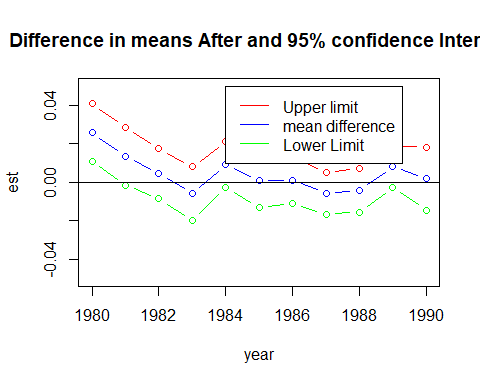 Difference in means After and 95% confidence Inter
Upper limit
mean difference
Lower Limit
est
0.04
0.00
-0.04
1980 1982 1984 1986 1988 1990
year